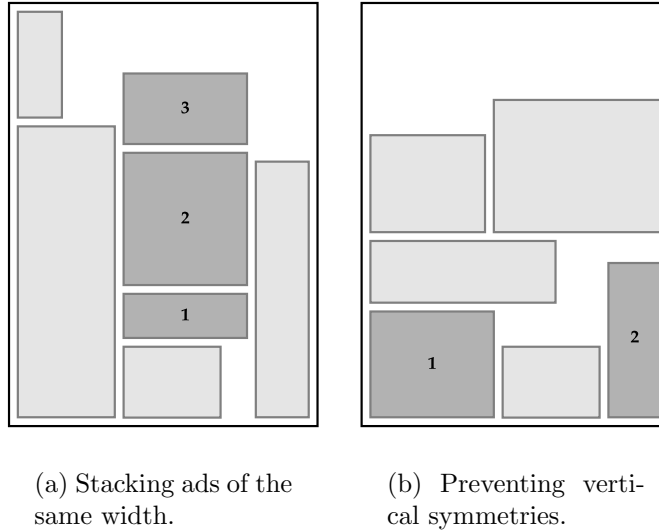 3
2
1
1
2
(a) Stacking ads of the
same width.
(b) Preventing verti-
cal symmetries.